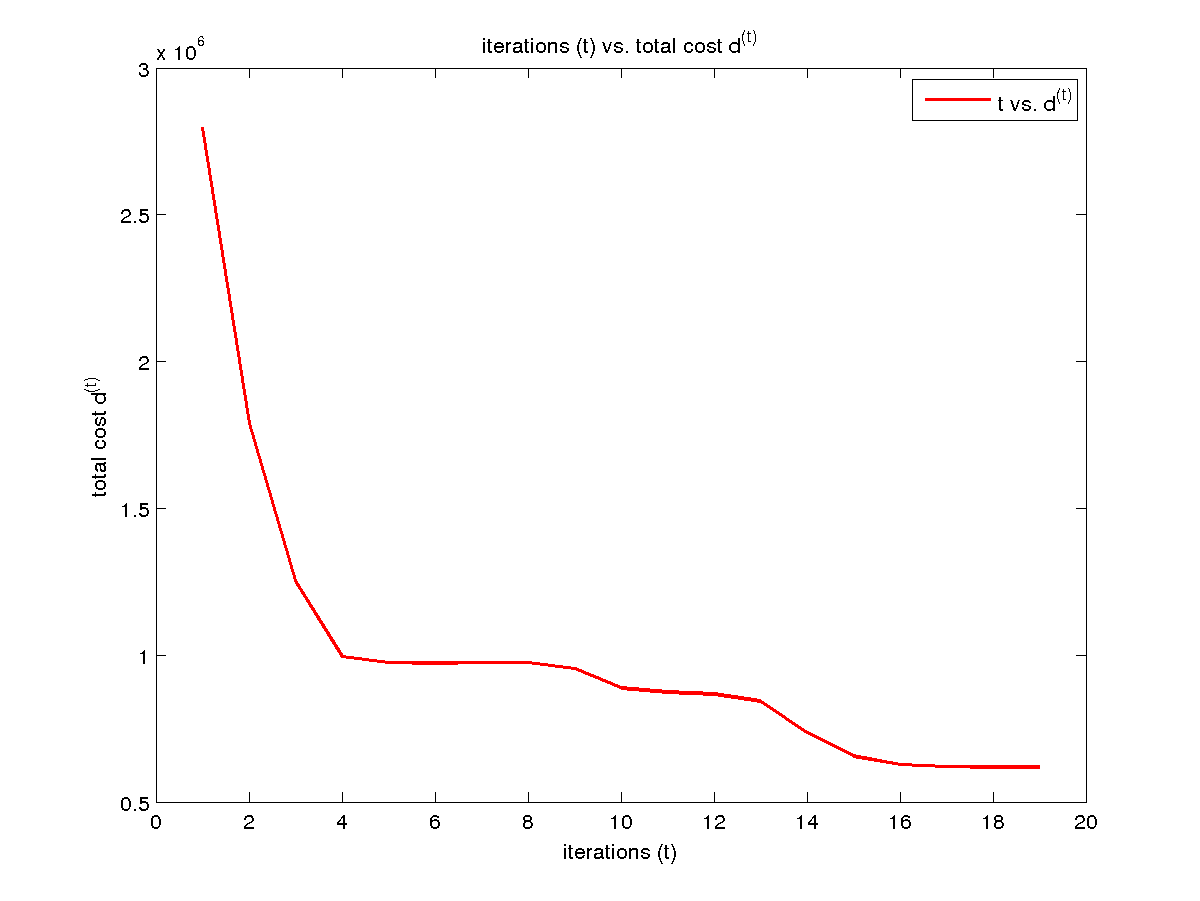 iterations (t) vs. total cost d^(t)
x 10^6
t vs. d^(t)
3
2.5
2
1.5
1
0.5
total cost d^(t)
0 2 4 6 8 10 12 14 16 18 20
iterations (t)